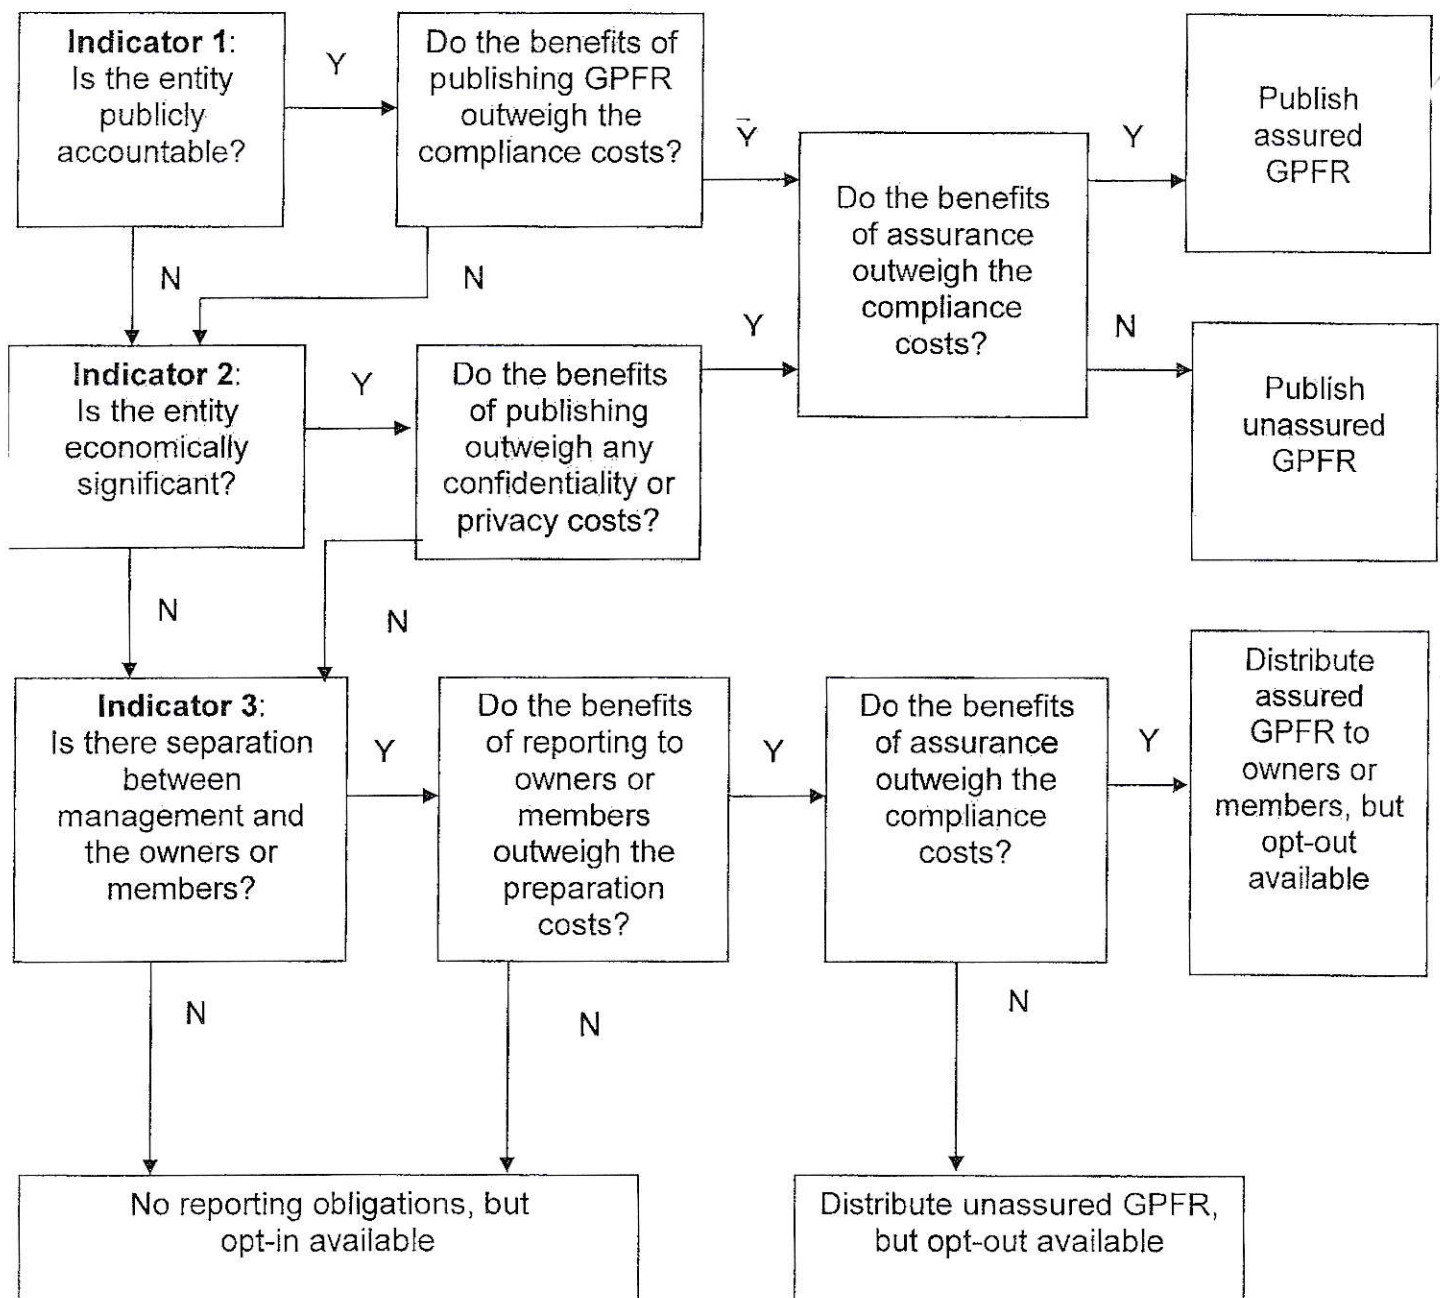 Indicator 1:
Is the entity
publicly
accountable?
Y
Do the benefits of
publishing GPFR
outweigh the
compliance costs?
Y
Do the benefits
of assurance
outweigh the
compliance
costs?
Y
Publish
assured
GPFR
N
N
Y
N
Publish
unassured
GPFR
Indicator 2:
Is the entity
economically
significant?
Y
Do the benefits
of publishing
outweigh any
confidentiality or
privacy costs?
N
N
Indicator 3:
Is there separation
between
management and
the owners or
members?
Y
Do the benefits
of reporting to
owners or
members
outweigh the
preparation
costs?
Y
Do the benefits
of assurance
outweigh the
compliance
costs?
Y
Distribute
assured
GPFR to
owners or
members, but
opt-out
available
N
N
N
No reporting obligations, but
opt-in available
Distribute unassured GPFR,
but opt-out available